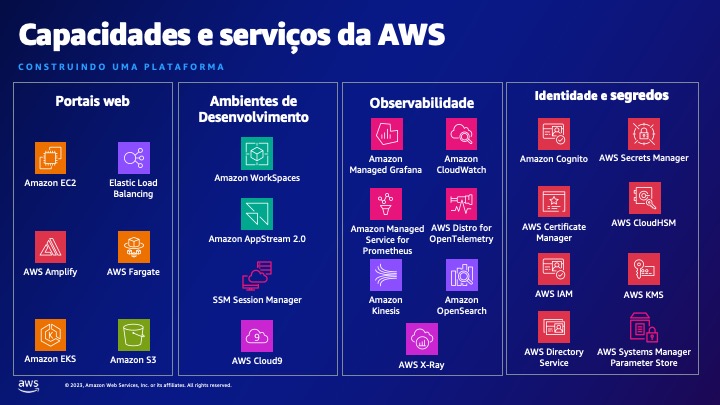 Capacidades e serviços da AWS
CONSTRUINDO UMA PLATAFORMA
Portais web
Amazon EC2
Elastic Load
Balancing
AWS Amplify
AWS Fargate
Amazon EKS
Amazon S3
Ambientes de
Desenvolvimento
Amazon WorkSpaces
Amazon AppStream 2.0
SSM Session Manager
9
AWS Cloud9
Observabilidade
Amazon
Managed Grafana
Amazon
CloudWatch
Amazon Managed
Service for
Prometheus
AWS Distro for
OpenTelemetry
Amazon
Kinesis
Amazon
OpenSearch
AWS X-Ray
Identidade e segredos
Amazon Cognito
AWS Secrets Manager
AWS Certificate
Manager
AWS CloudHSM
AWS IAM
AWS KMS
AWS Directory
Service
AWS Systems Manager
Parameter Store
aws
© 2023, Amazon Web Services, Inc. or its affiliates. All rights reserved.